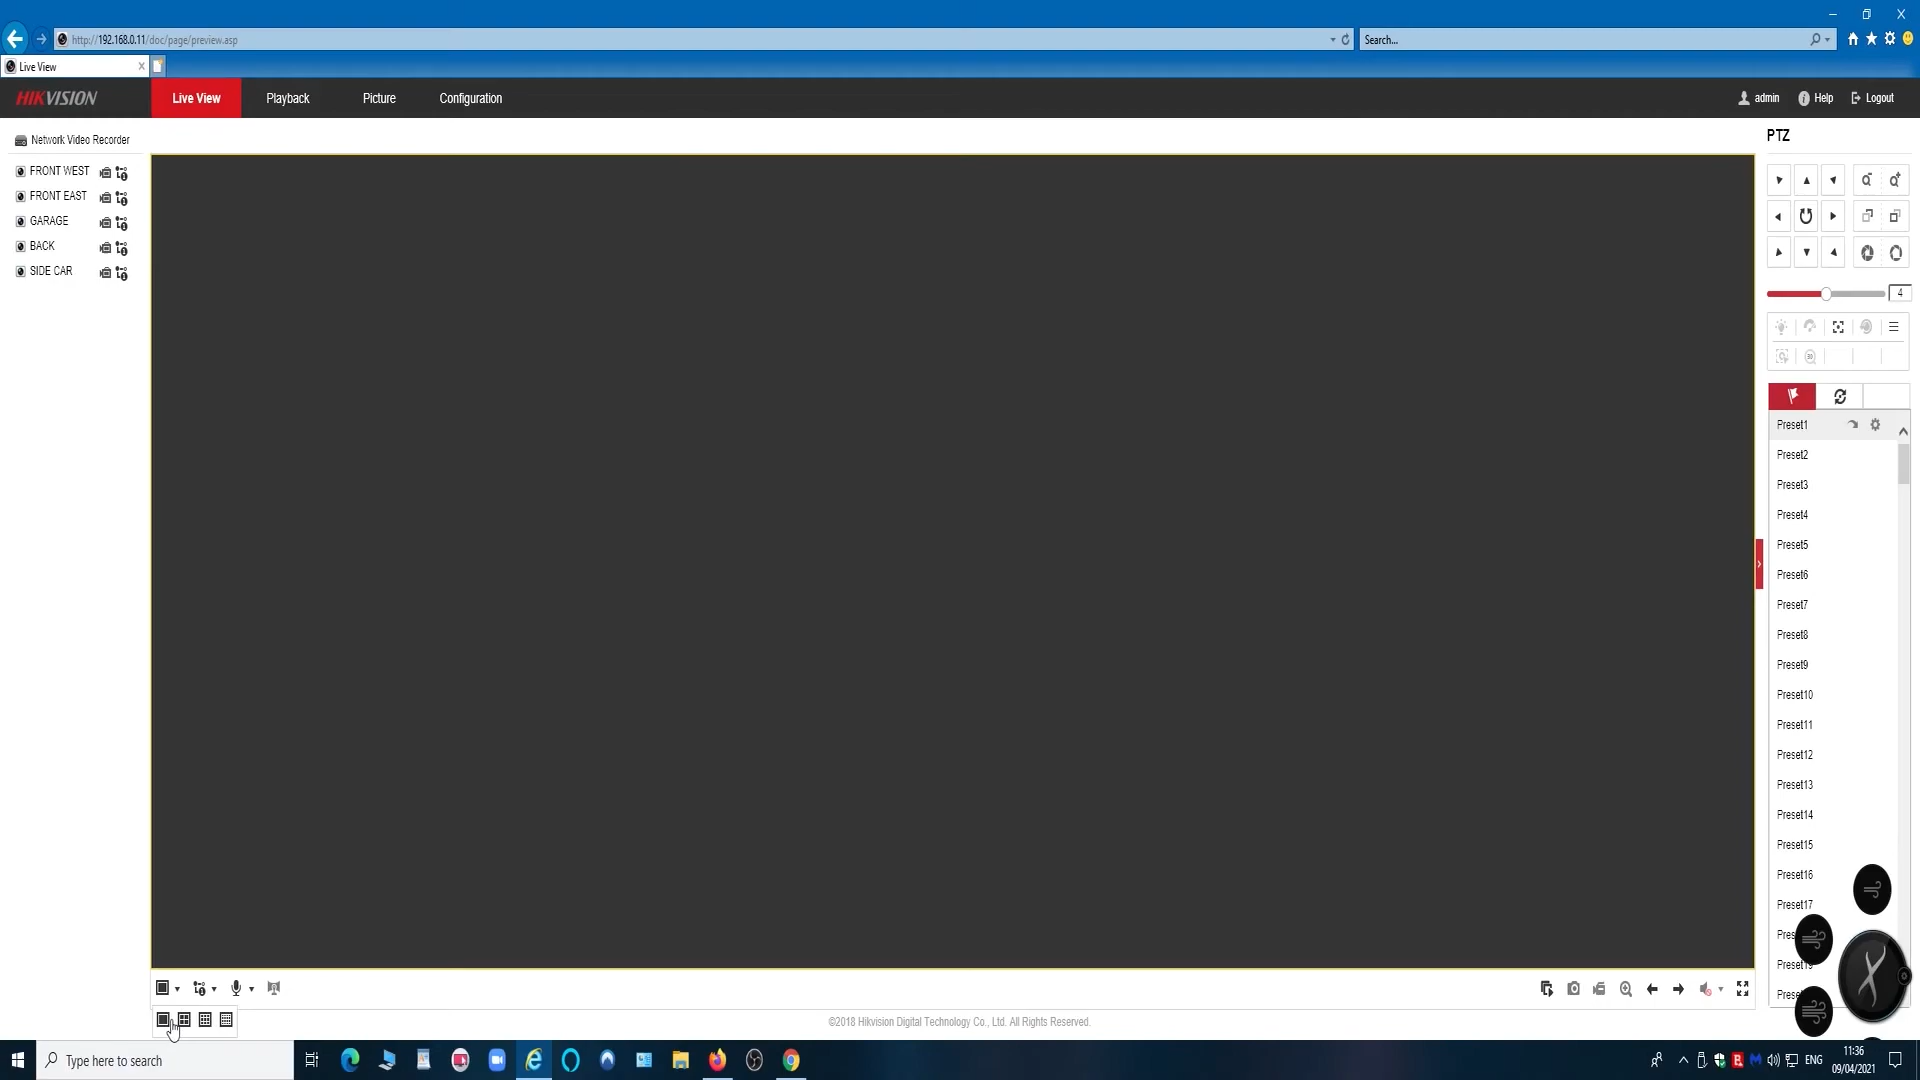 http://192.168.0.11/doc/page/preview.asp
Search...
Live View
HIKVISION
Live View
Playback
Picture
Configuration
admin
Help
Logout
Network Video Recorder
PTZ
FRONT WEST
FRONT EAST
GARAGE
BACK
SIDE CAR
4
3D
Preset1
Preset2
Preset3
Preset4
Preset5
Preset6
Preset7
Preset8
Preset9
Preset10
Preset11
Preset12
Preset13
Preset14
Preset15
Preset16
Preset17
©2018 Hikvision Digital Technology Co., Ltd. All Rights Reserved.
Type here to search
ENG
11:36
09/04/2021